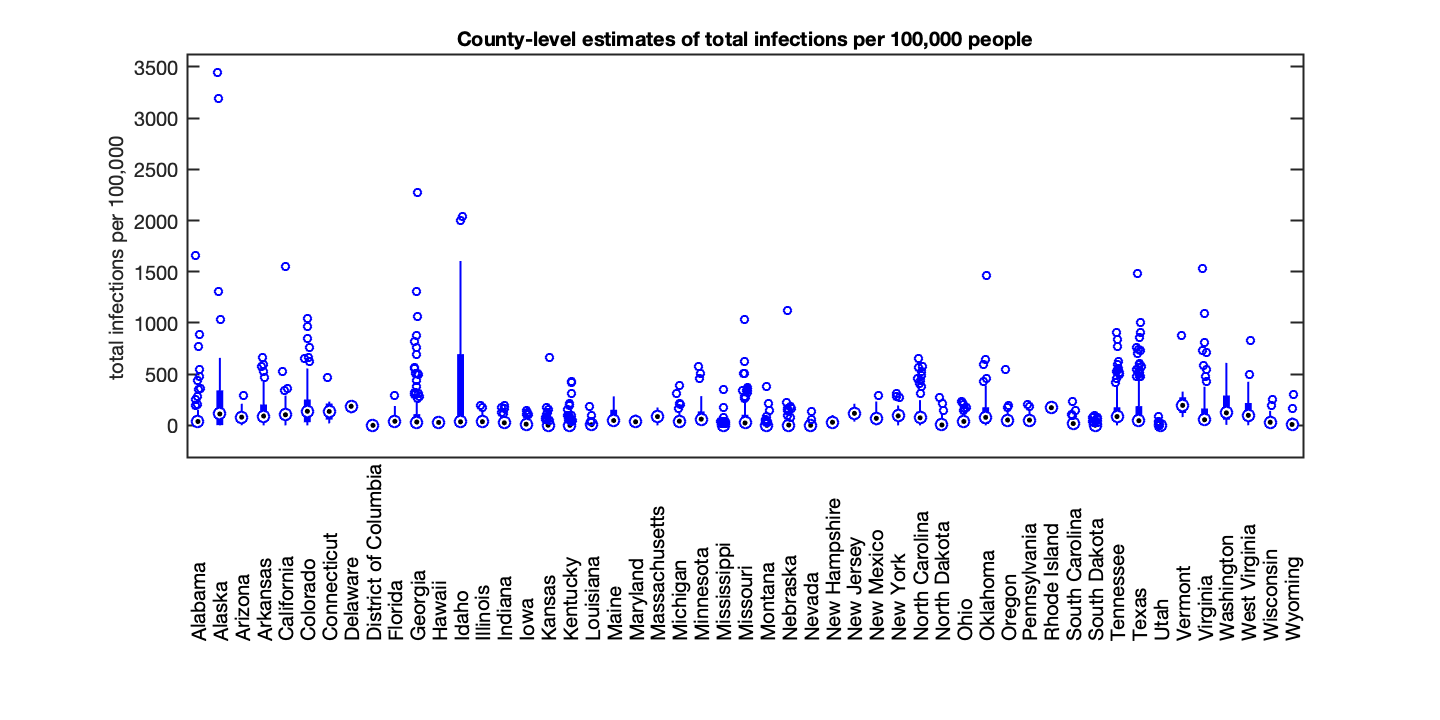 County-level estimates of total infections per 100,000 people
total infections per 100,000
3500
3000
2500
2000
1500
1000
500
0
Alabama
Alaska
Arizona
Arkansas
California
Colorado
Connecticut
Delaware
District of Columbia
Florida
Georgia
Hawaii
Idaho
Illinois
Indiana
Iowa
Kansas
Kentucky
Louisiana
Maine
Maryland
Massachusetts
Michigan
Minnesota
Mississippi
Missouri
Montana
Nebraska
Nevada
New Hampshire
New Jersey
New Mexico
New York
North Carolina
North Dakota
Ohio
Oklahoma
Oregon
Pennsylvania
Rhode Island
South Carolina
South Dakota
Tennessee
Texas
Utah
Vermont
Virginia
Washington
West Virginia
Wisconsin
Wyoming